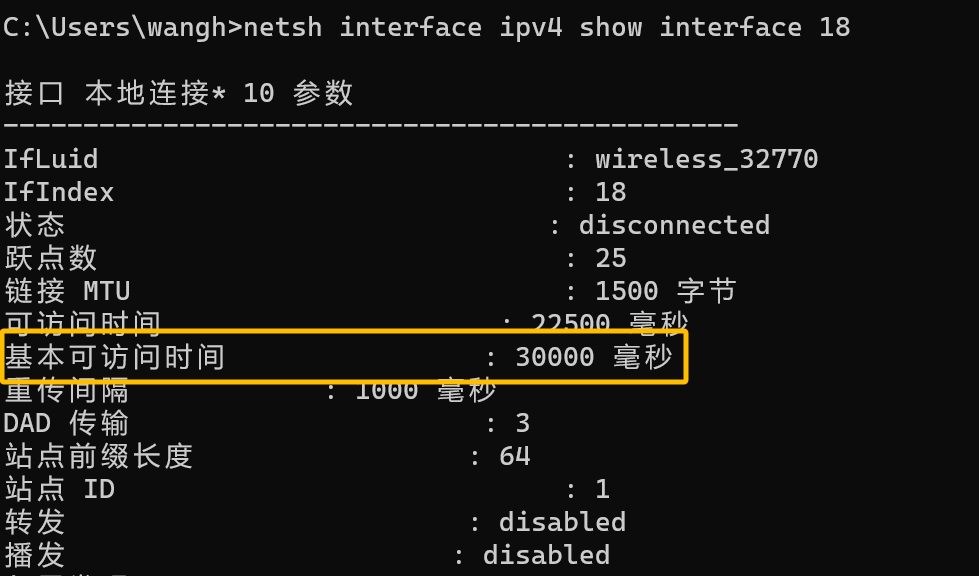 C:\Users\wangh>netsh interface ipv4 show interface 18
接口 本地连接* 10 参数
----------------------------------------------
IfLuid : wireless_32770
IfIndex : 18
状态 : disconnected
跃点数 : 25
链接 MTU : 1500 字节
可访问时间 : 22500 毫秒
基本可访问时间 : 30000 毫秒
重传间隔 : 1000 毫秒
DAD 传输 : 3
站点前缀长度 : 64
站点 ID : 1
转发 : disabled
播发 : disabled